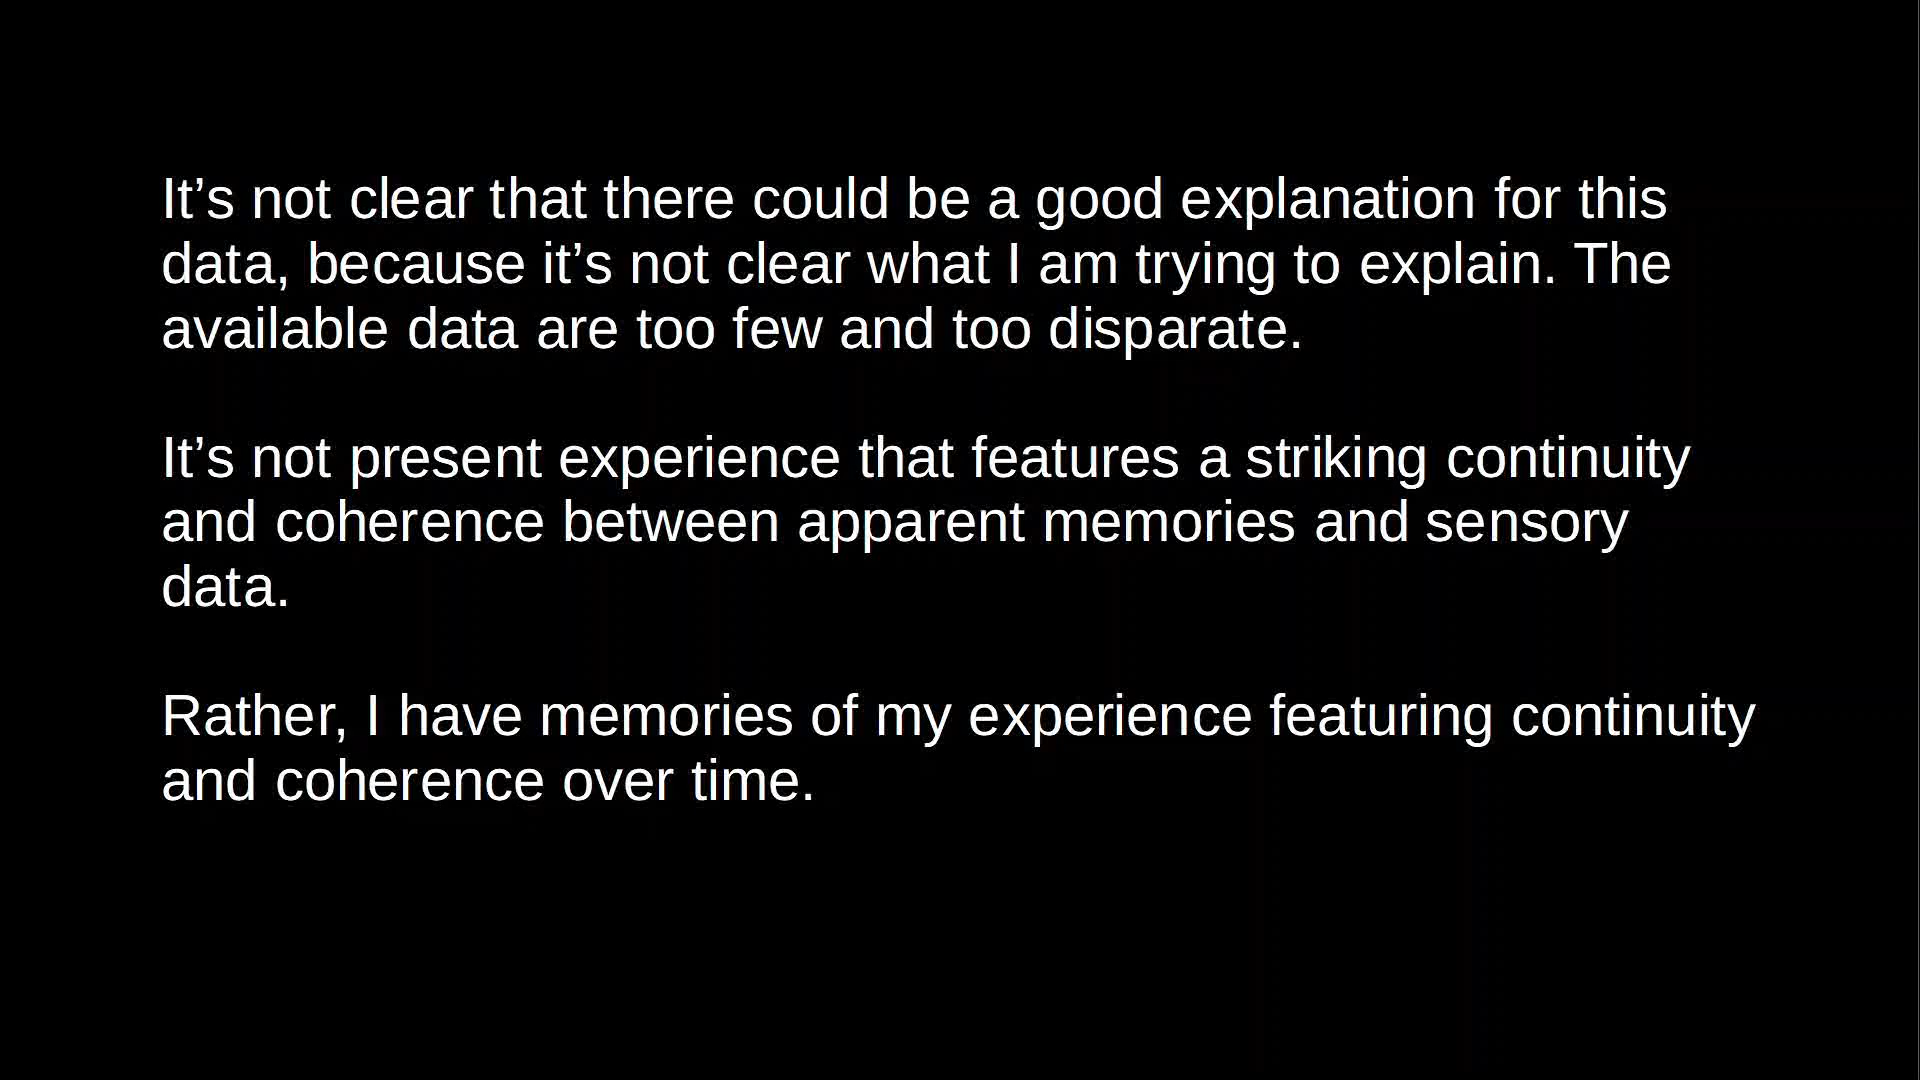 It’s not clear that there could be a good explanation for this
data, because it’s not clear what I am trying to explain. The
available data are too few and too disparate.
It’s not present experience that features a striking continuity
and coherence between apparent memories and sensory
data.
Rather, I have memories of my experience featuring continuity
and coherence over time.